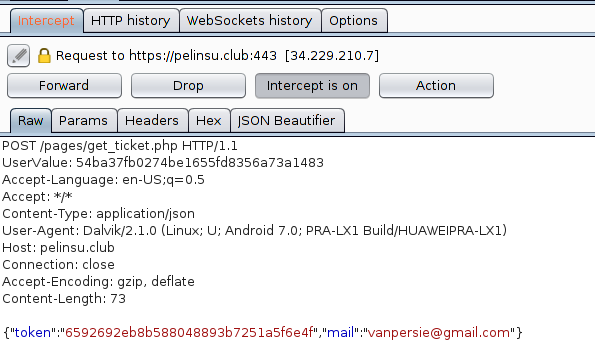 Intercept HTTP history WebSockets history Options
Request to https://pelinsu.club:443 [34.229.210.7]
Forward Drop Intercept is on Action
Raw Params Headers Hex JSON Beautifier
POST /pages/get_ticket.php HTTP/1.1
UserValue: 54ba37fb0274be1655fd8356a73a1483
Accept-Language: en-US;q=0.5
Accept: */*
Content-Type: application/json
User-Agent: Dalvik/2.1.0 (Linux; U; Android 7.0; PRA-LX1 Build/HUAWEIPRA-LX1)
Host: pelinsu.club
Connection: close
Accept-Encoding: gzip, deflate
Content-Length: 73
{"token":"6592692eb8b588048893b7251a5f6e4f","mail":"vanpersie@gmail.com"}